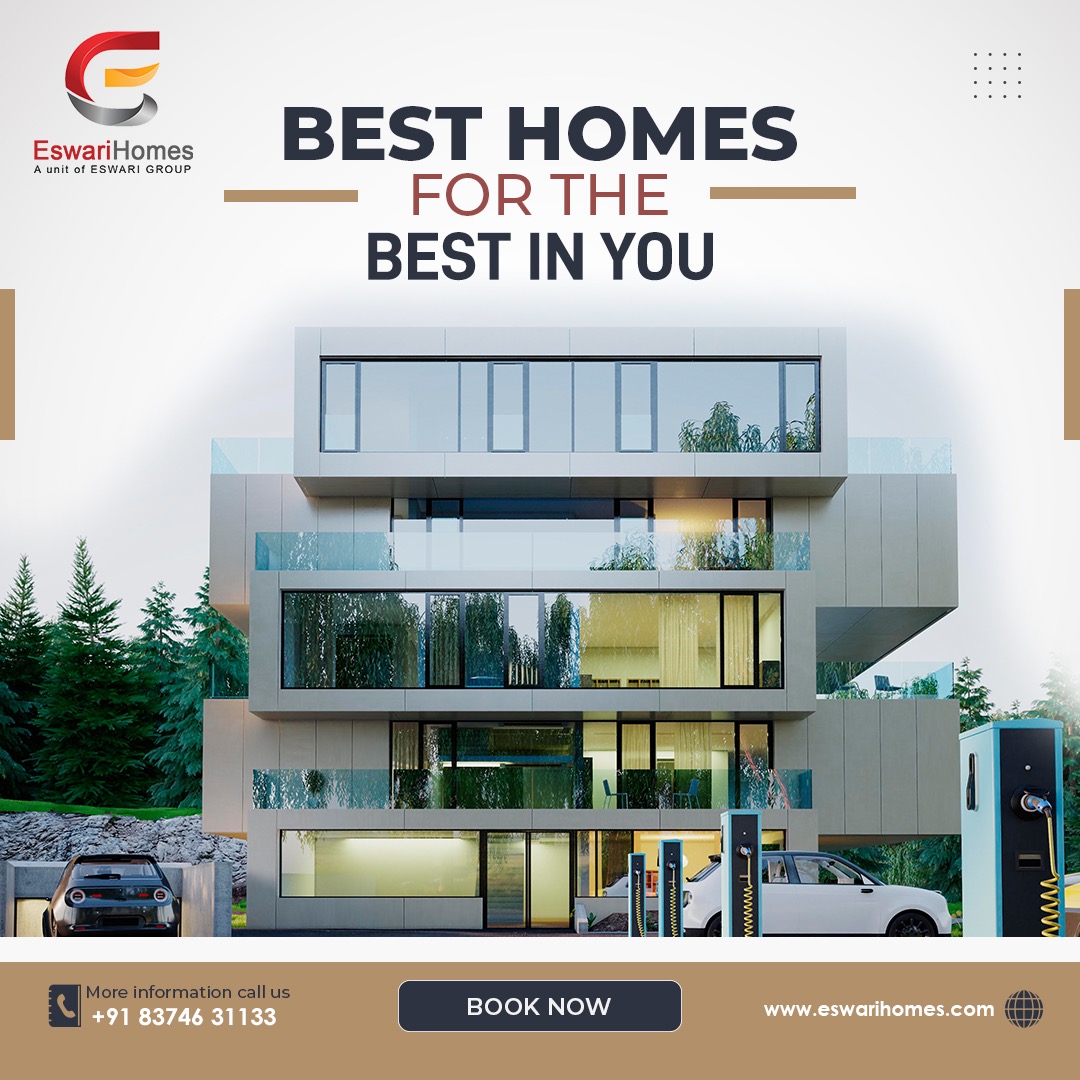 EswariHomes
A unit of ESWARI GROUP
BEST HOMES
FOR THE
BEST IN YOU
More information call us
+91 83746 31133
BOOK NOW
www.eswarihomes.com